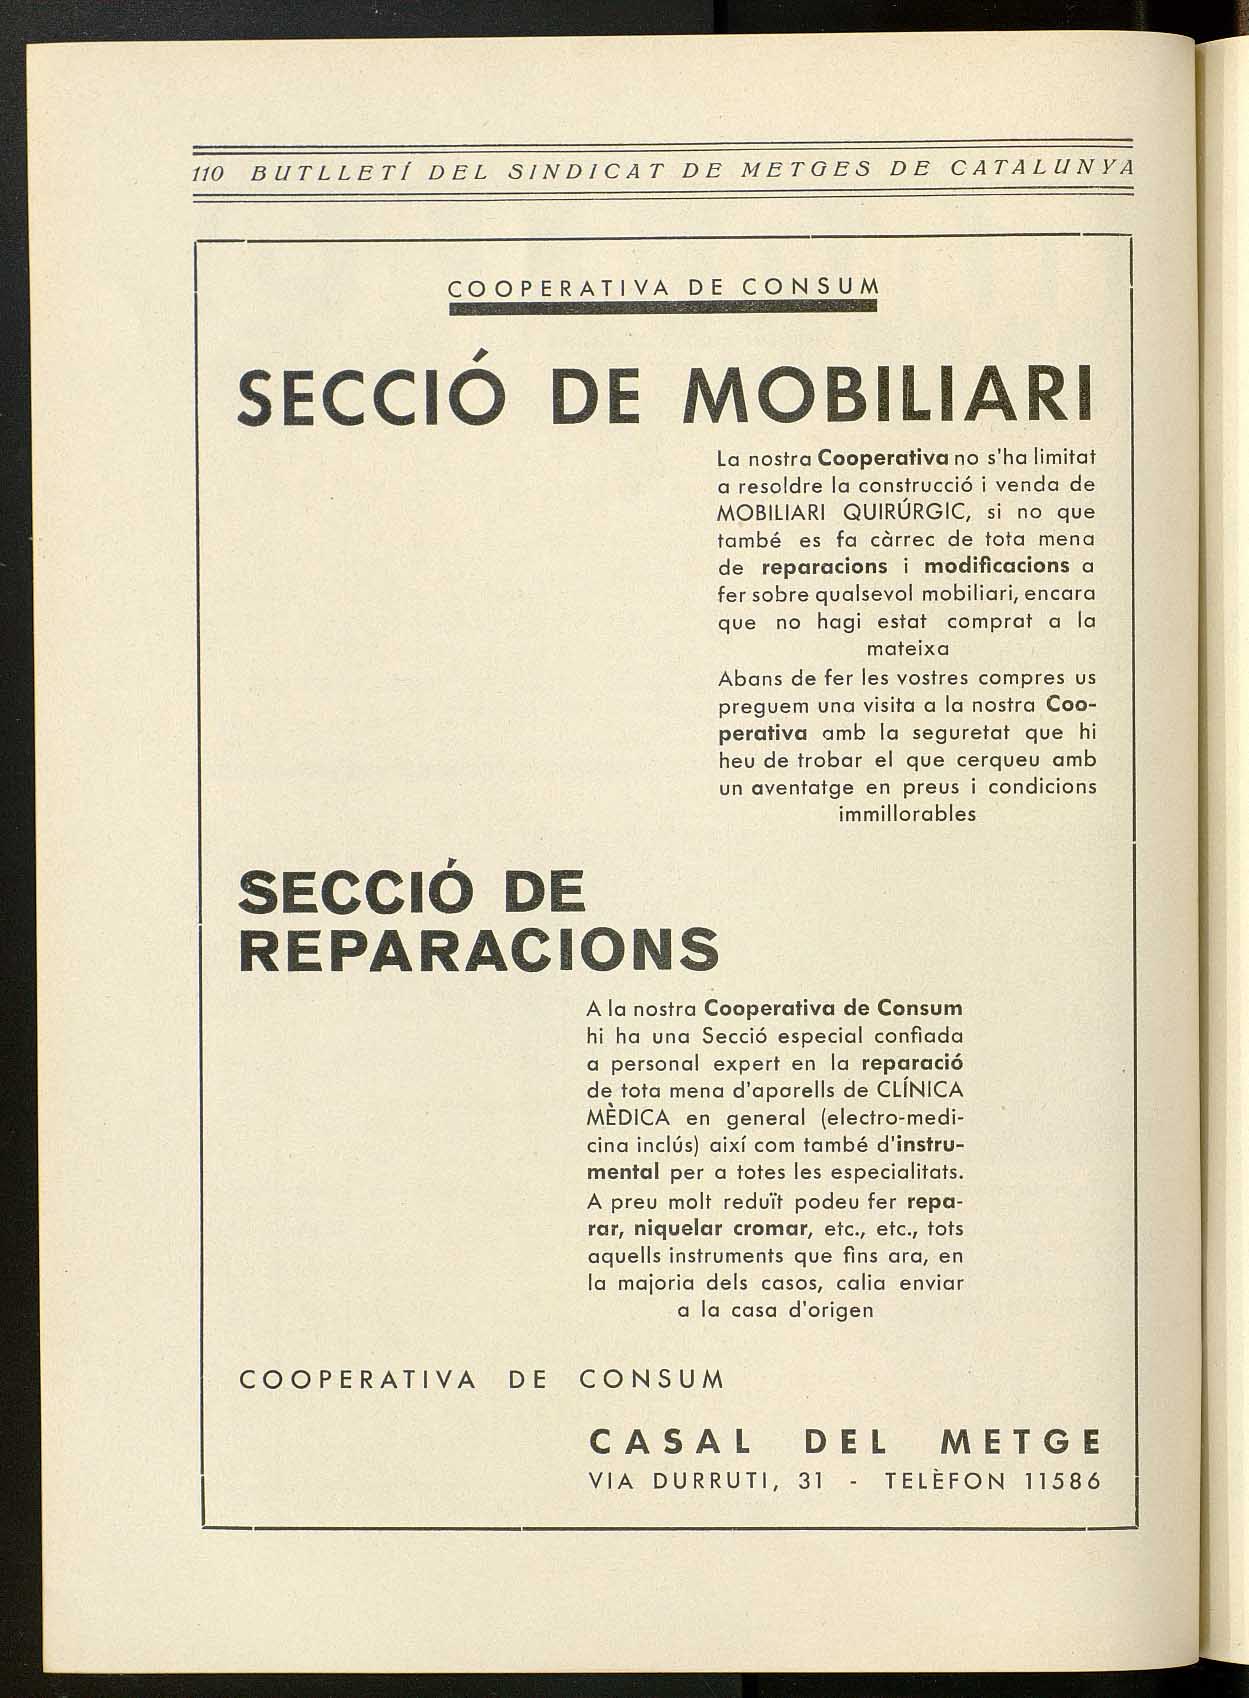 110 BUTLLETÍ DEL SINDICAT DE METGES DE CATALUNYA
COOPERATIVA DE CONSUM
SECCIÓ DE MOBILIARI
La nostra Cooperativa no s'ha limitat
a resoldre la construcció i venda de
MOBILIARI QUIRÚRGIC, si no que
també es fa càrrec de tota mena
de reparacions i modificacions a
fer sobre qualsevol mobiliari, encara
que no hagi estat comprat a la
mateixa
Abans de fer les vostres compres us
preguem una visita a la nostra Coo-
perativa amb la seguretat que hi
heu de trobar el que cerqueu amb
un aventatge en preus i condicions
immillorables
SECCIÓ DE
REPARACIONS
A la nostra Cooperativa de Consum
hi ha una Secció especial confiada
a personal expert en la reparació
de tota mena d'aparells de CLÍNICA
MÈDICA en general (electro-medi-
cina inclús) així com també d'instru-
mental per a totes les especialitats.
A preu molt reduït podeu fer repa-
rar, niquelar cromar, etc., etc., tots
aquells instruments que fins ara, en
la majoria dels casos, calia enviar
a la casa d'origen
COOPERATIVA DE CONSUM
CASAL DEL METGE
VIA DURRUTI, 31 - TELÈFON 11586